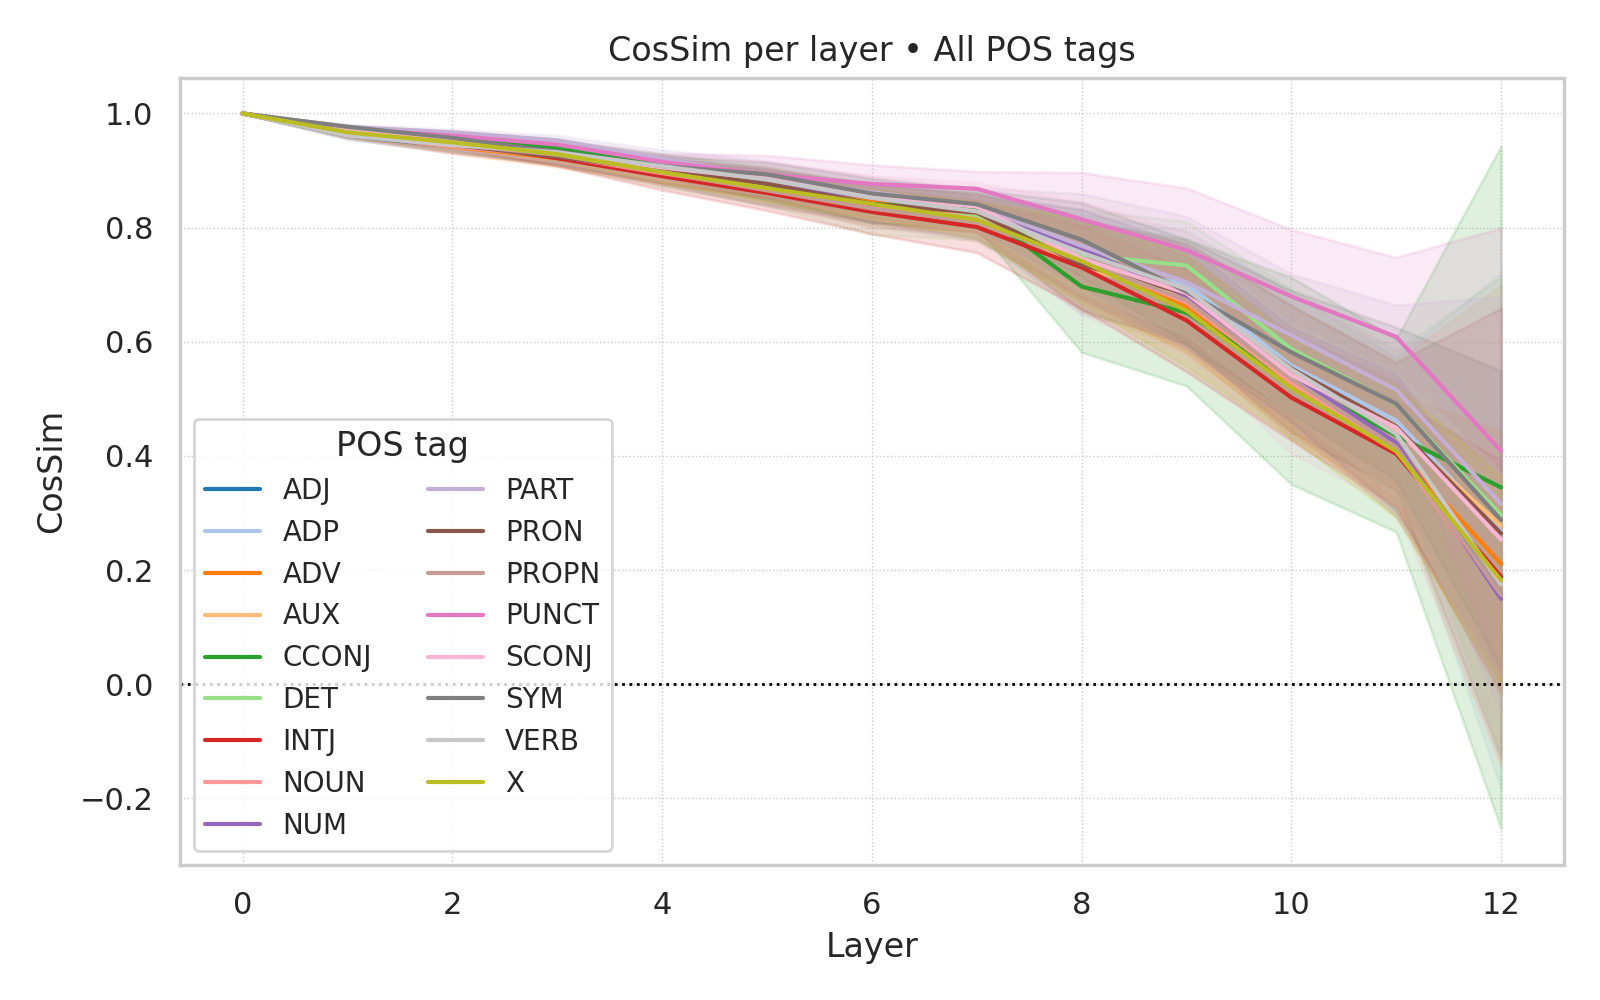 CosSim per layer • All POS tags
CosSim
1.0
0.8
0.6
0.4
0.2
0.0
−0.2
POS tag
ADJ
ADP
ADV
AUX
CCONJ
DET
INTJ
NOUN
NUM
PART
PRON
PROPN
PUNCT
SCONJ
SYM
VERB
X
0 2 4 6 8 10 12
Layer